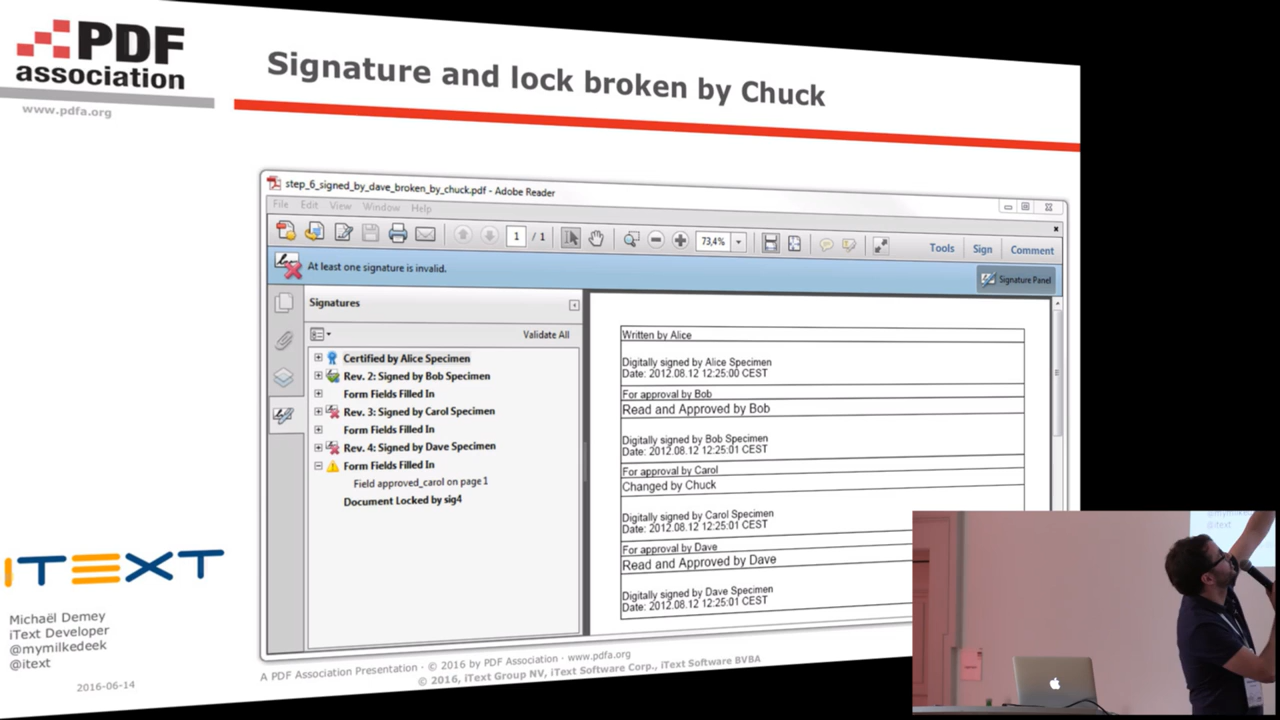 PDF
association
www.pdfa.org
Signature and lock broken by Chuck
step_6_signed_by_dave_broken_by_chuck.pdf - Adobe Reader
File Edit View Window Help
1 / 1
73,4%
Tools Sign Comment
At least one signature is invalid.
Signature Panel
Signatures
Validate All
Certified by Alice Specimen
Rev. 2: Signed by Bob Specimen
Form Fields Filled In
Rev. 3: Signed by Carol Specimen
Form Fields Filled In
Rev. 4: Signed by Dave Specimen
Form Fields Filled In
Field approved_carol on page 1
Document Locked by sig4
Written by Alice
Digitally signed by Alice Specimen
Date: 2012.08.12 12:25:00 CEST
For approval by Bob
Read and Approved by Bob
Digitally signed by Bob Specimen
Date: 2012.08.12 12:25:01 CEST
For approval by Carol
Changed by Chuck
Digitally signed by Carol Specimen
Date: 2012.08.12 12:25:01 CEST
For approval by Dave
Read and Approved by Dave
Digitally signed by Dave Specimen
Date: 2012.08.12 12:25:01 CEST
iTEXT
Michaël Demey
iText Developer
@mymilkedeek
@itext
2016-06-14
A PDF Association Presentation · © 2016 by PDF Association · www.pdfa.org
© 2016, iText Group NV, iText Software Corp., iText Software BVBA
@itext